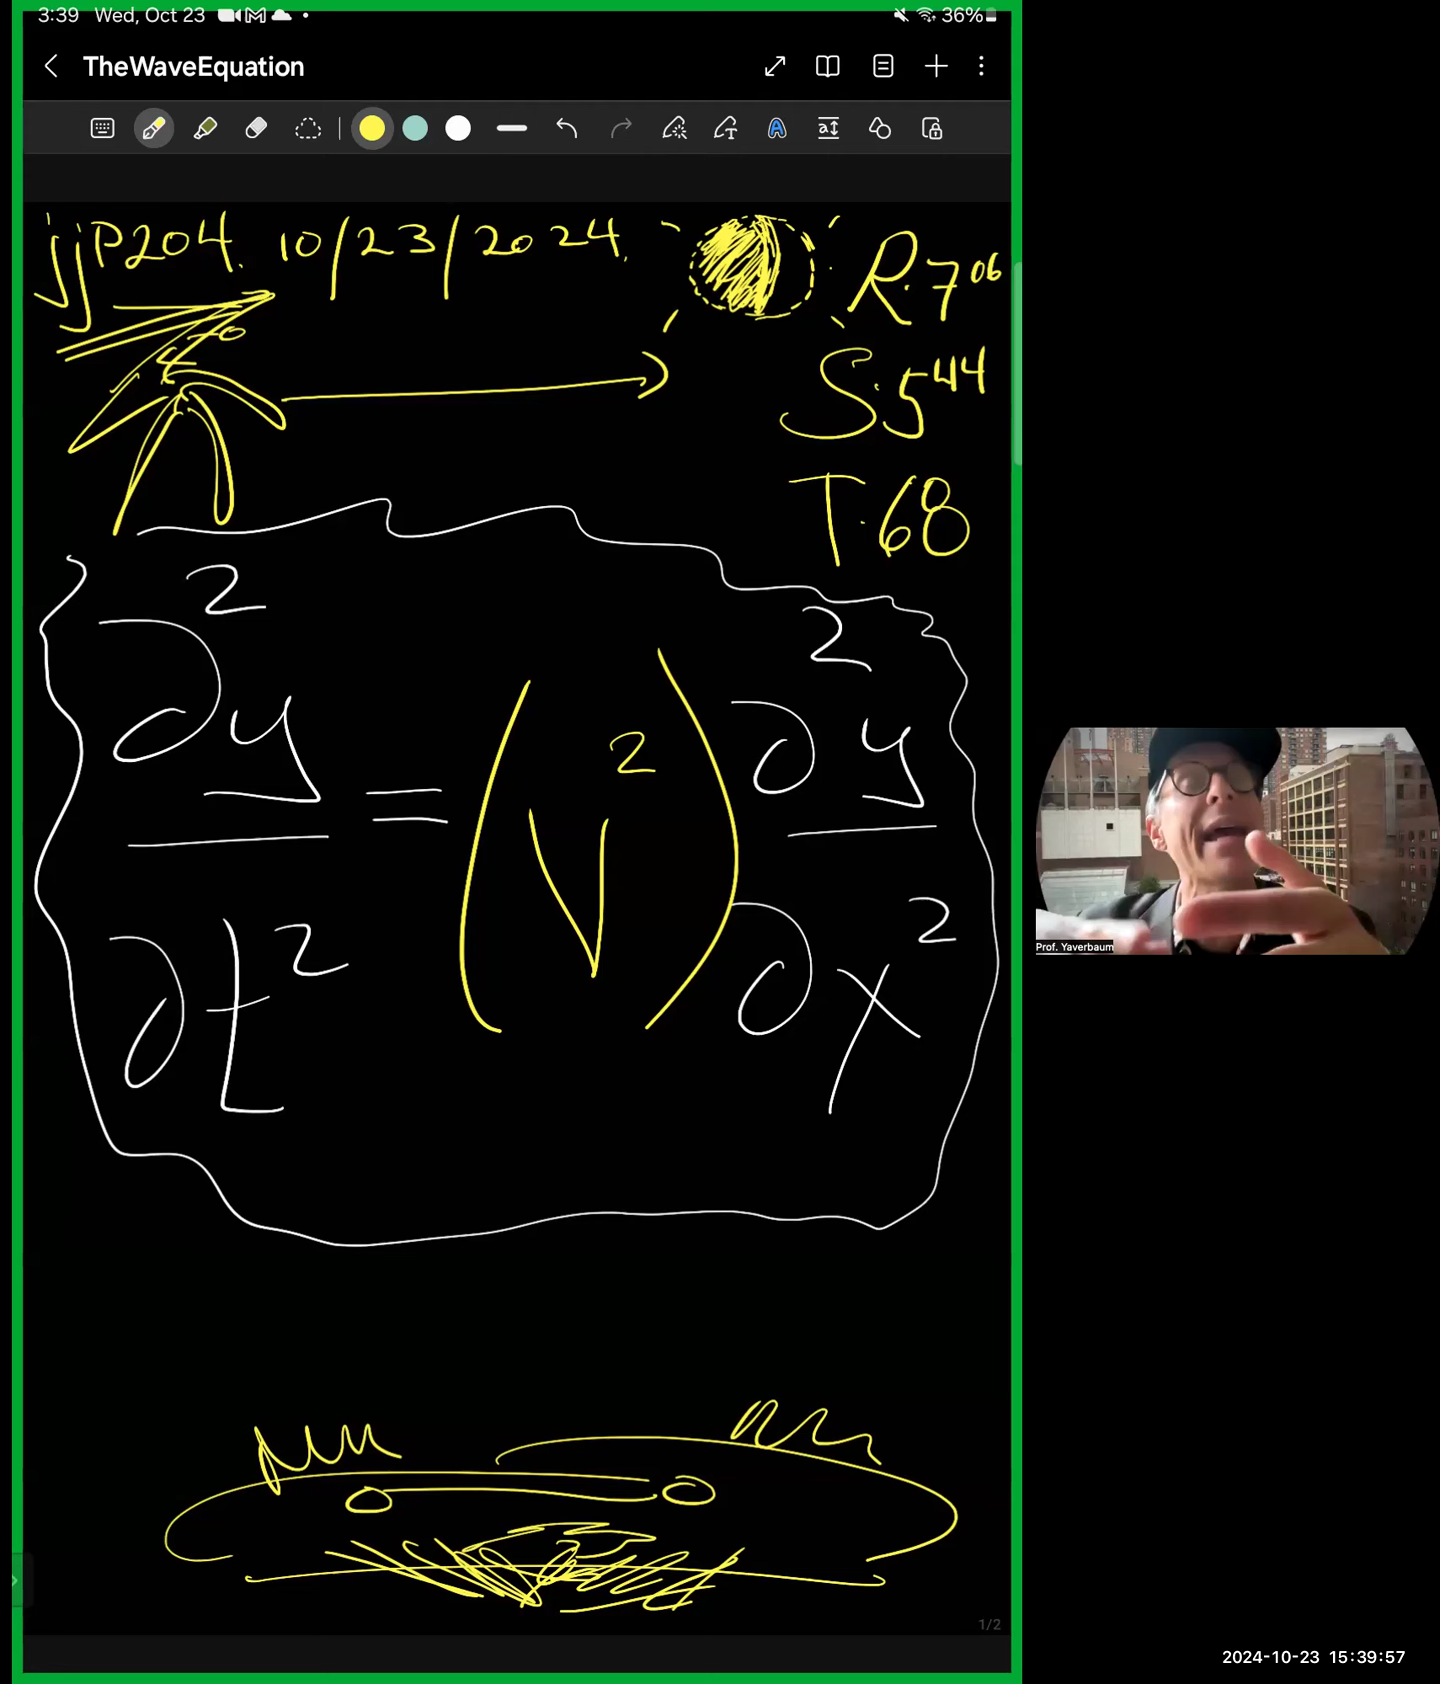 3:39 Wed, Oct 23 36%
TheWaveEquation
jjP204. 10/23/2024.
R:7⁰⁶
S:5⁴⁴
T:68
∂²y/∂t² = (v²) ∂²y/∂x²
Prof. Yaverbaum
1/2
2024-10-23 15:39:57